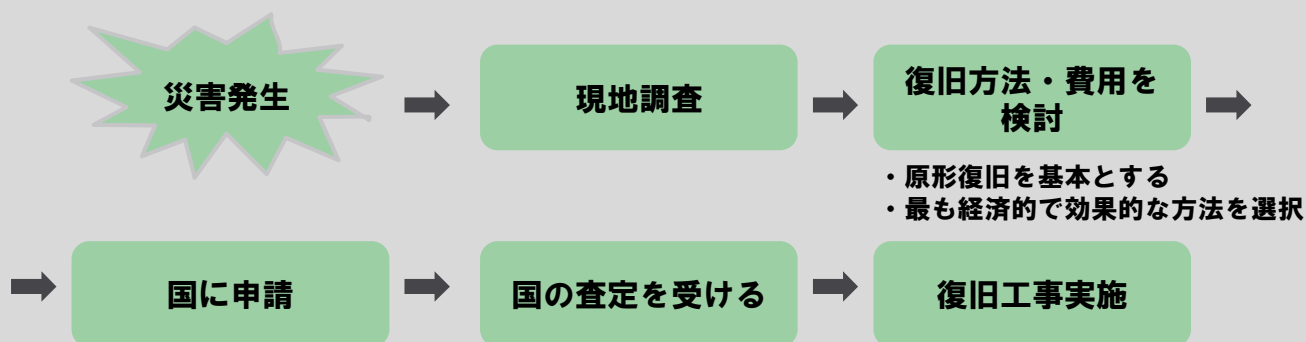 災害発生
現地調査
復旧方法・費用を
検討
・原形復旧を基本とする
・最も経済的で効果的な方法を選択
国に申請
国の査定を受ける
復旧工事実施